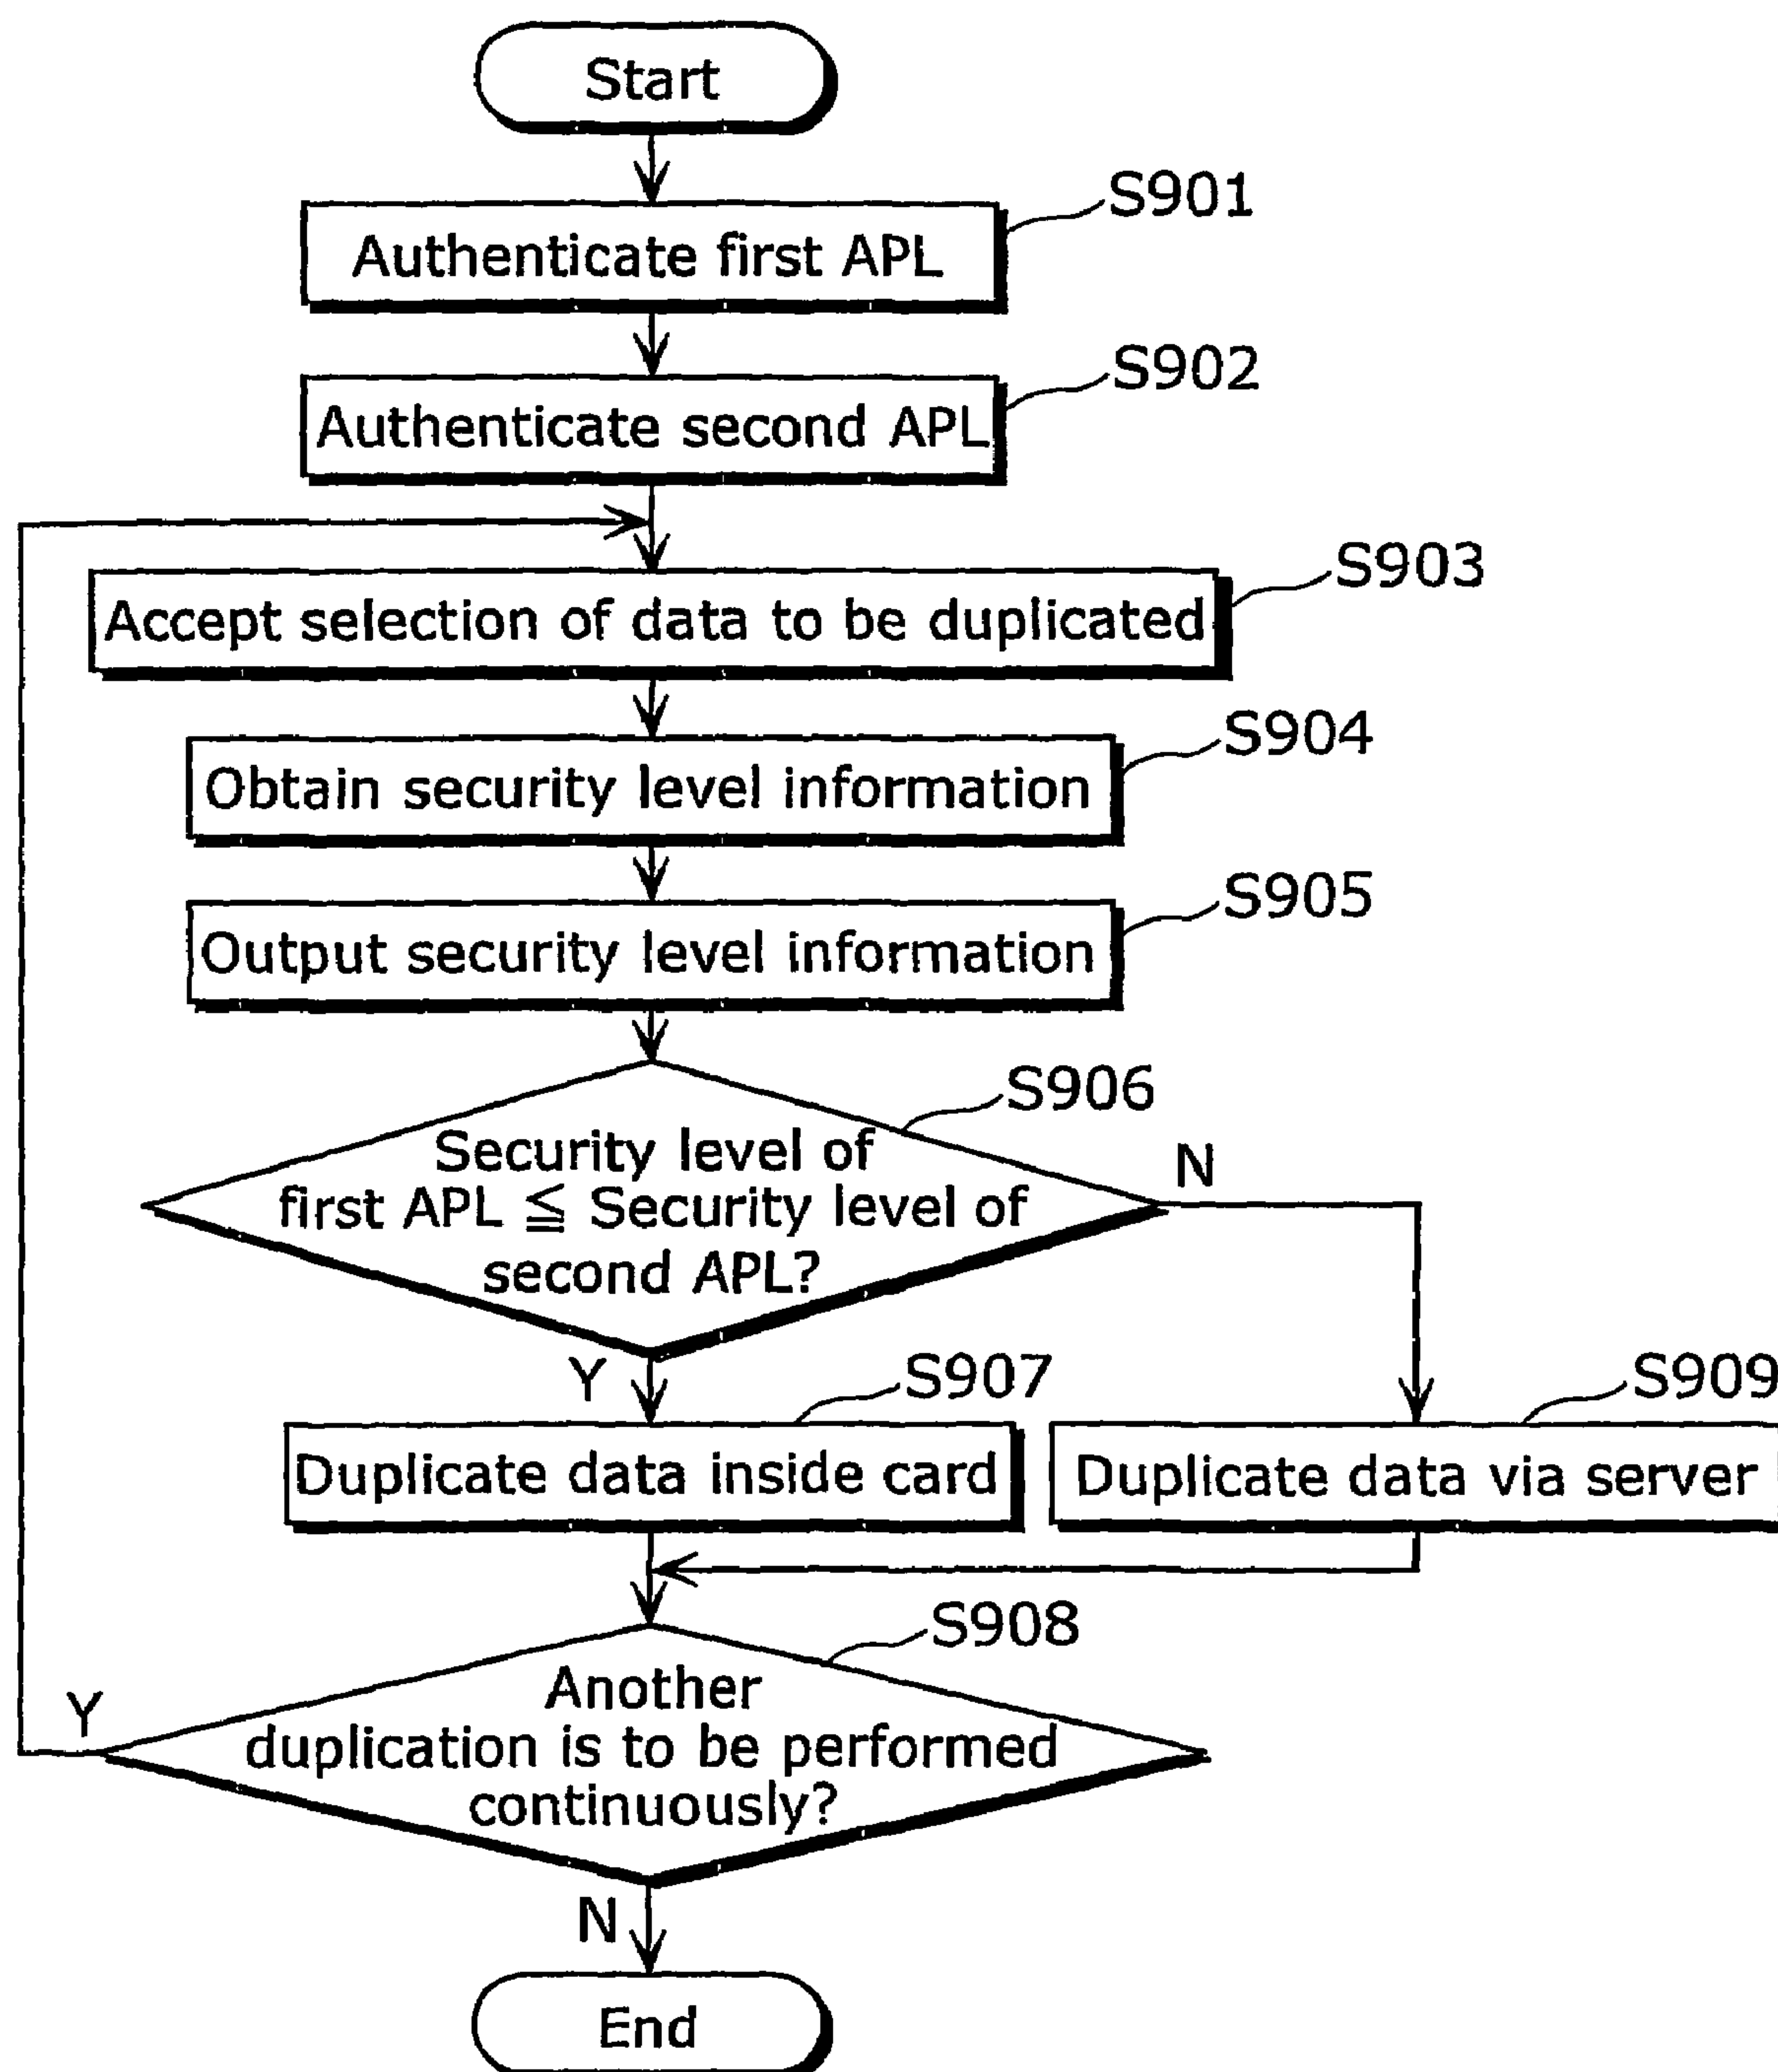 Start
S901
Authenticate first APL
S902
Authenticate second APL
S903
Accept selection of data to be duplicated
S904
Obtain security level information
S905
Output security level information
S906
Security level of
first APL ≦ Security level of
second APL?
N
Y
S907
S909
Duplicate data inside card
Duplicate data via server
S908
Another
duplication is to be performed
continuously?
Y
N
End